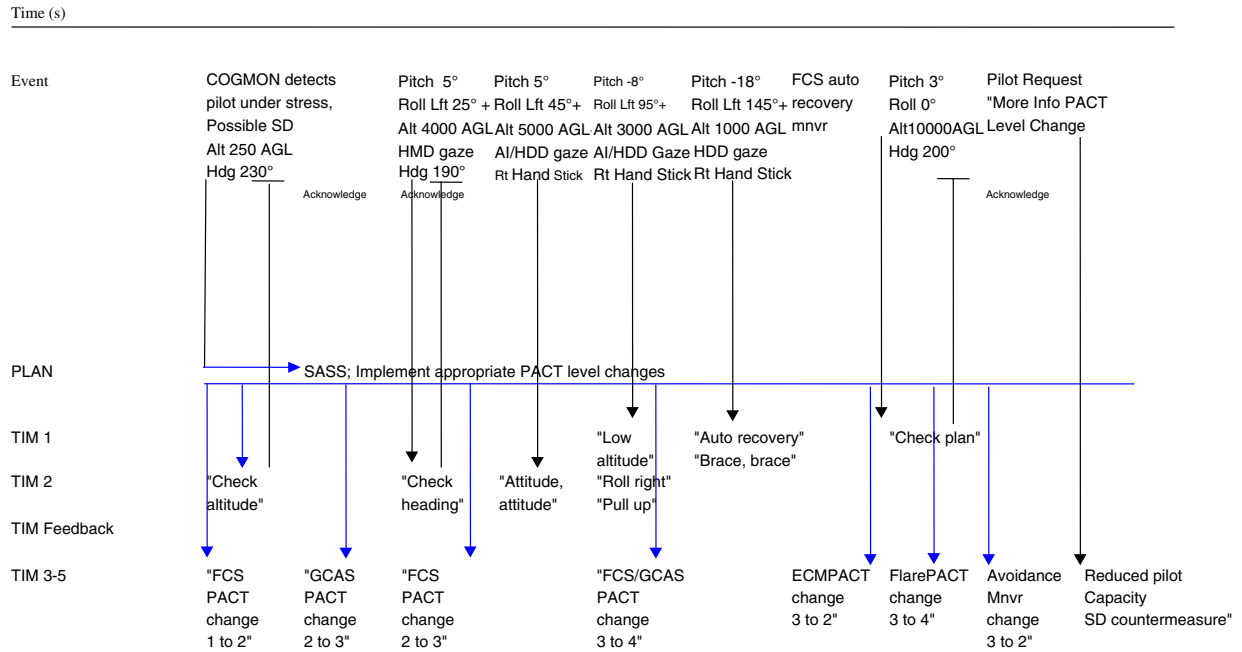 Time (s)
Event
COGMON detects
pilot under stress,
Possible SD
Alt 250 AGL
Hdg 230°
Acknowledge
Pitch 5°
Roll Lft 25° +
Alt 4000 AGL
HMD gaze
Hdg 190°
Acknowledge
Pitch 5°
Roll Lft 45°+
Alt 5000 AGL
AI/HDD gaze
Rt Hand Stick
Pitch -8°
Roll Lft 95°+
Alt 3000 AGL
AI/HDD Gaze
Rt Hand Stick
Pitch -18°
Roll Lft 145°+
Alt 1000 AGL
HDD gaze
Rt Hand Stick
FCS auto
recovery
mnvr
Pitch 3°
Roll 0°
Alt10000AGL
Hdg 200°
Pilot Request
"More Info PACT
Level Change
Acknowledge
PLAN
SASS; Implement appropriate PACT level changes
TIM 1
"Low
altitude"
"Auto recovery"
"Brace, brace"
"Check plan"
TIM 2
"Check
altitude"
"Check
heading"
"Attitude,
attitude"
"Roll right"
"Pull up"
TIM Feedback
TIM 3-5
"FCS
PACT
change
1 to 2"
"GCAS
PACT
change
2 to 3"
"FCS
PACT
change
2 to 3"
"FCS/GCAS
PACT
change
3 to 4"
ECMPACT
change
3 to 2"
FlarePACT
change
3 to 4"
Avoidance
Mnvr
change
3 to 2"
Reduced pilot
Capacity
SD countermeasure"